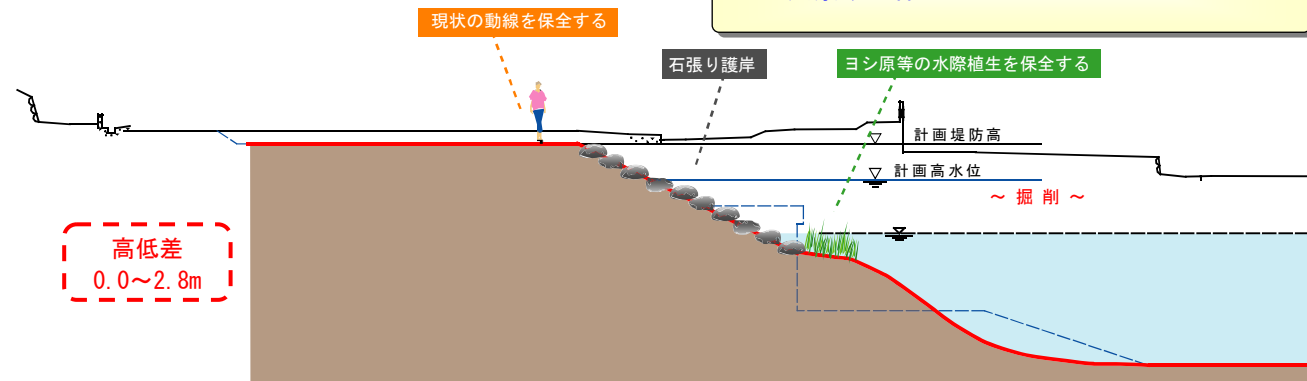 現状の動線を保全する
石張り護岸
ヨシ原等の水際植生を保全する
計画堤防高
計画高水位
～ 掘 削 ～
高低差
0.0～2.8m